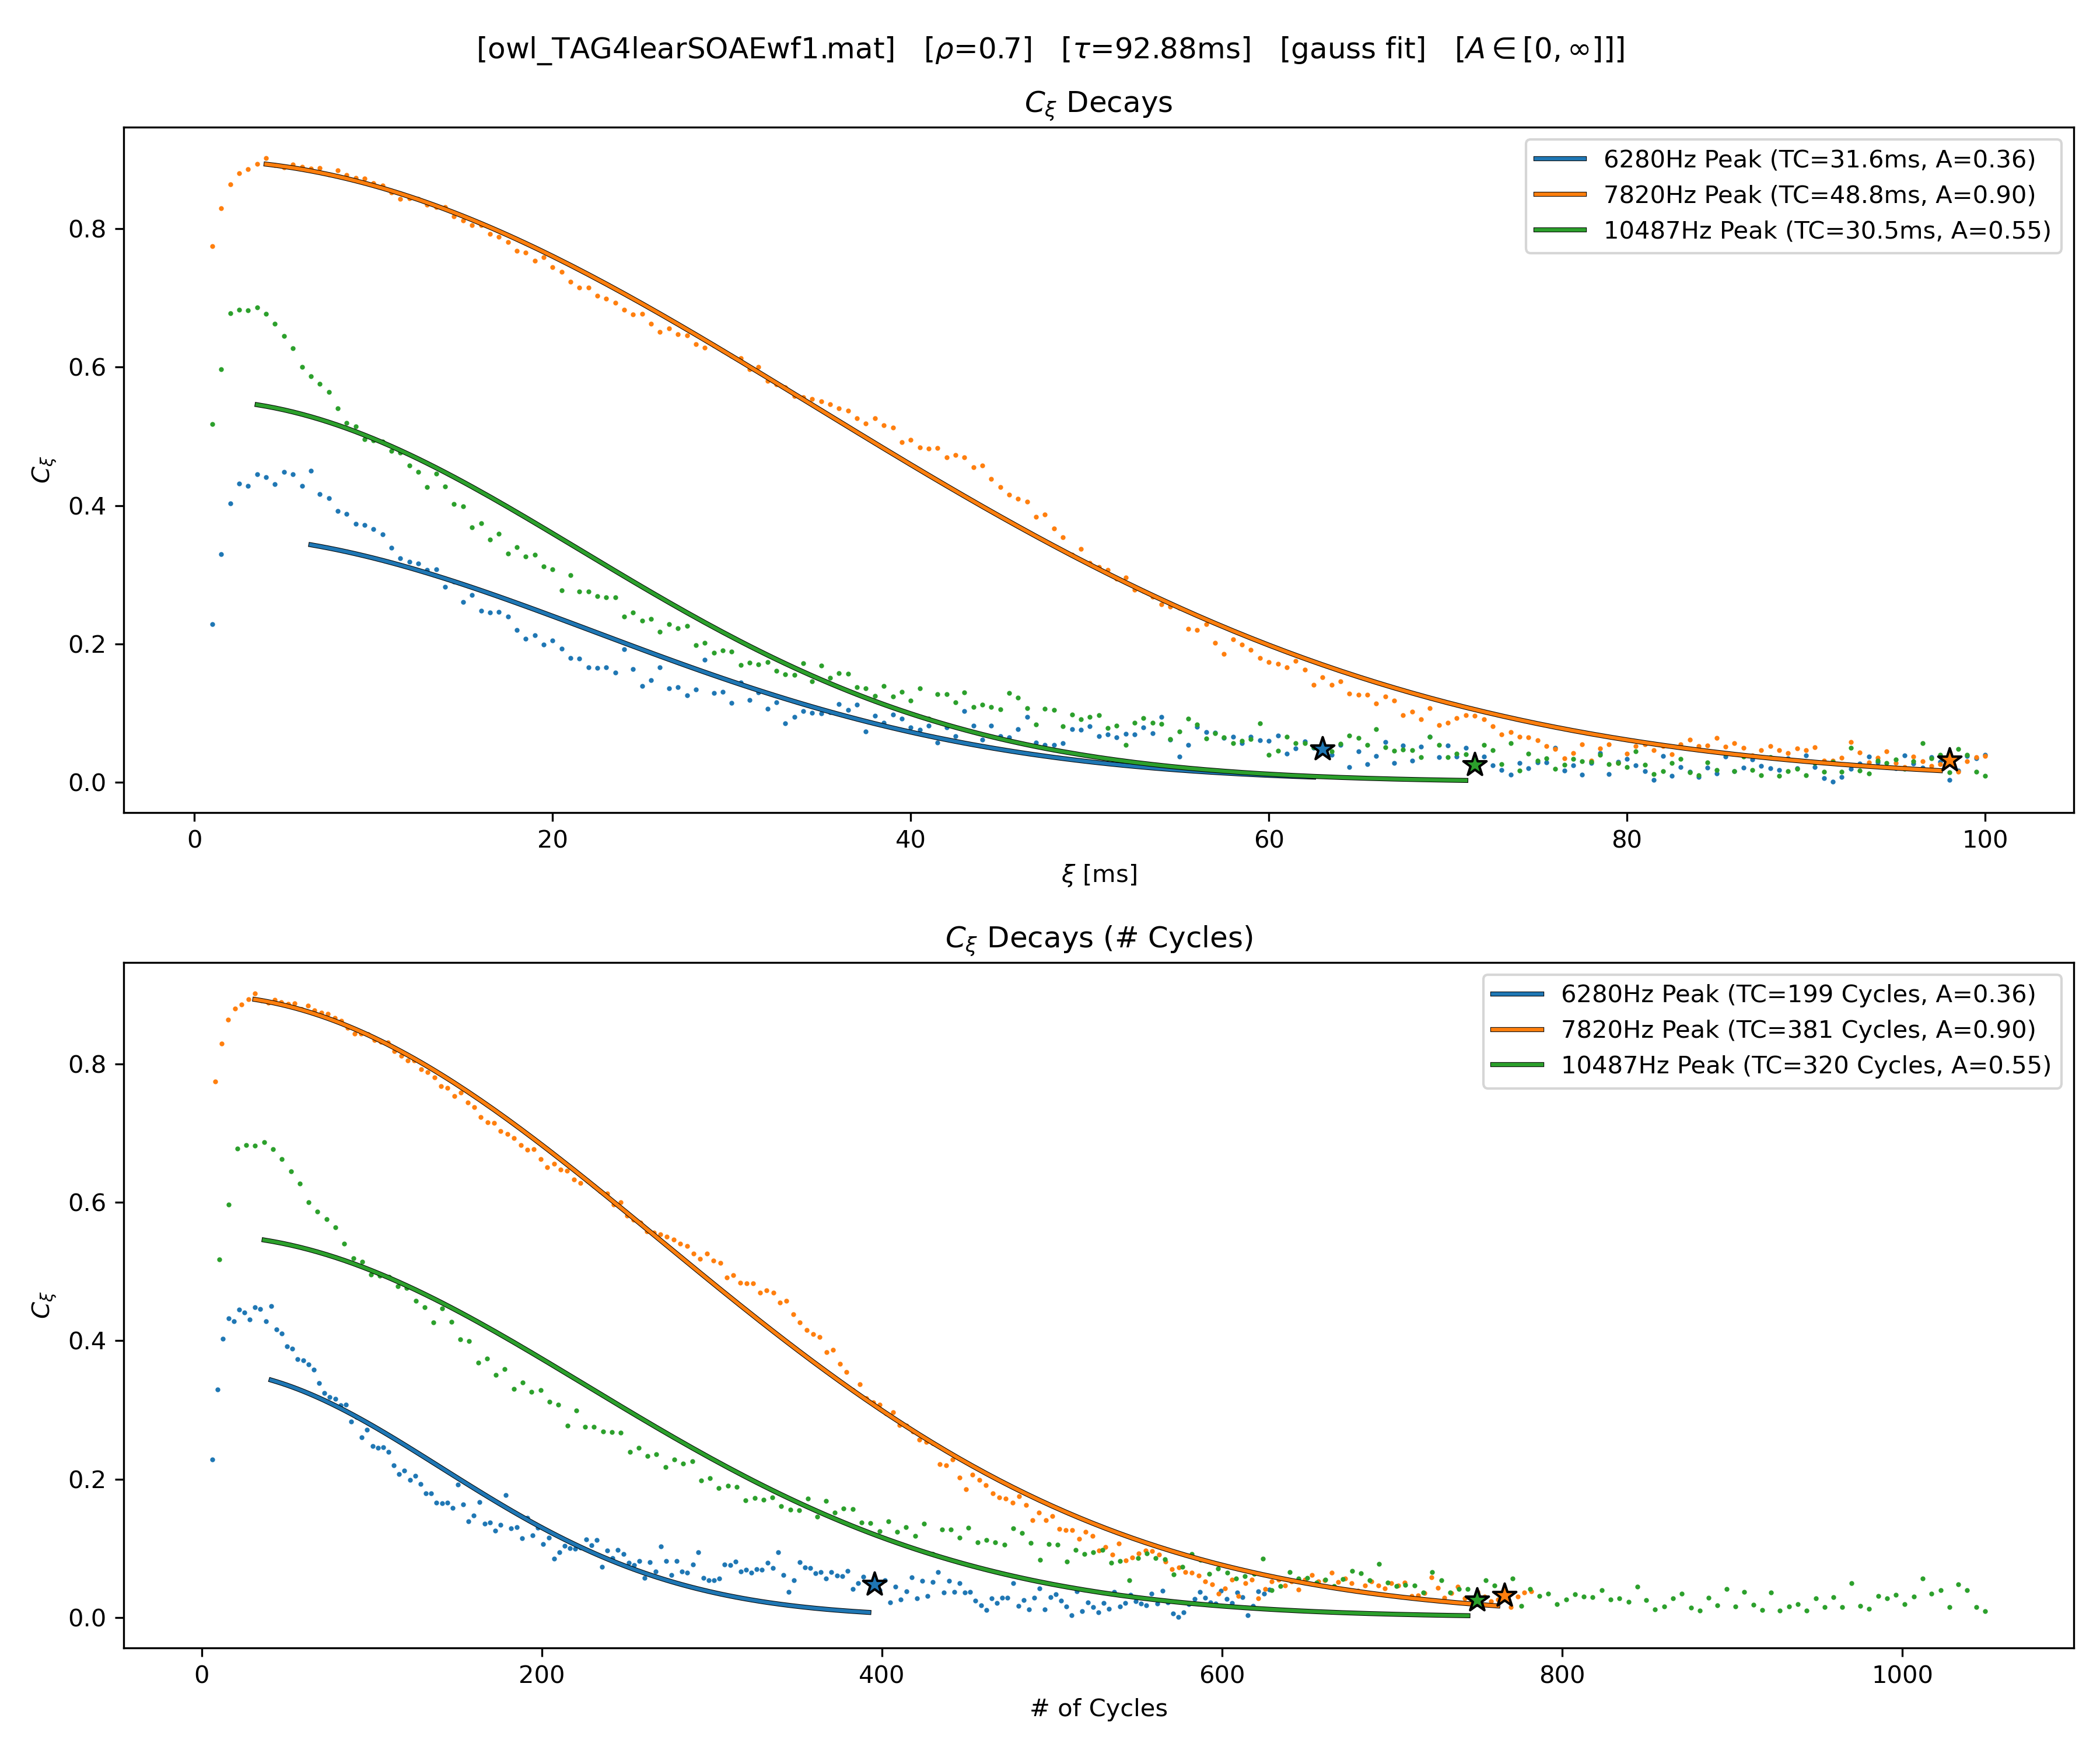 [owl_TAG4learSOAEwf1.mat] [ρ=0.7] [τ=92.88ms] [gauss fit] [A ∈ [0, ∞]]]
C_ξ Decays
6280Hz Peak (TC=31.6ms, A=0.36)
7820Hz Peak (TC=48.8ms, A=0.90)
10487Hz Peak (TC=30.5ms, A=0.55)
0.8
0.6
0.4
0.2
0.0
C_ξ
0 20 40 60 80 100
ξ [ms]
C_ξ Decays (# Cycles)
6280Hz Peak (TC=199 Cycles, A=0.36)
7820Hz Peak (TC=381 Cycles, A=0.90)
10487Hz Peak (TC=320 Cycles, A=0.55)
0.8
0.6
0.4
0.2
0.0
C_ξ
0 200 400 600 800 1000
# of Cycles